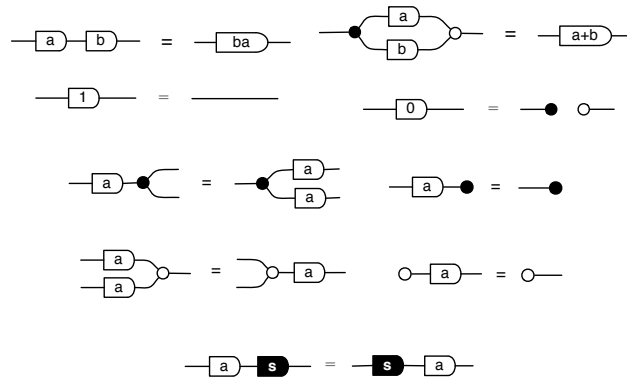 a b = ba
a b = a+b
1 =
0 =
a = a a
a =
a a = a
a =
a s = s a